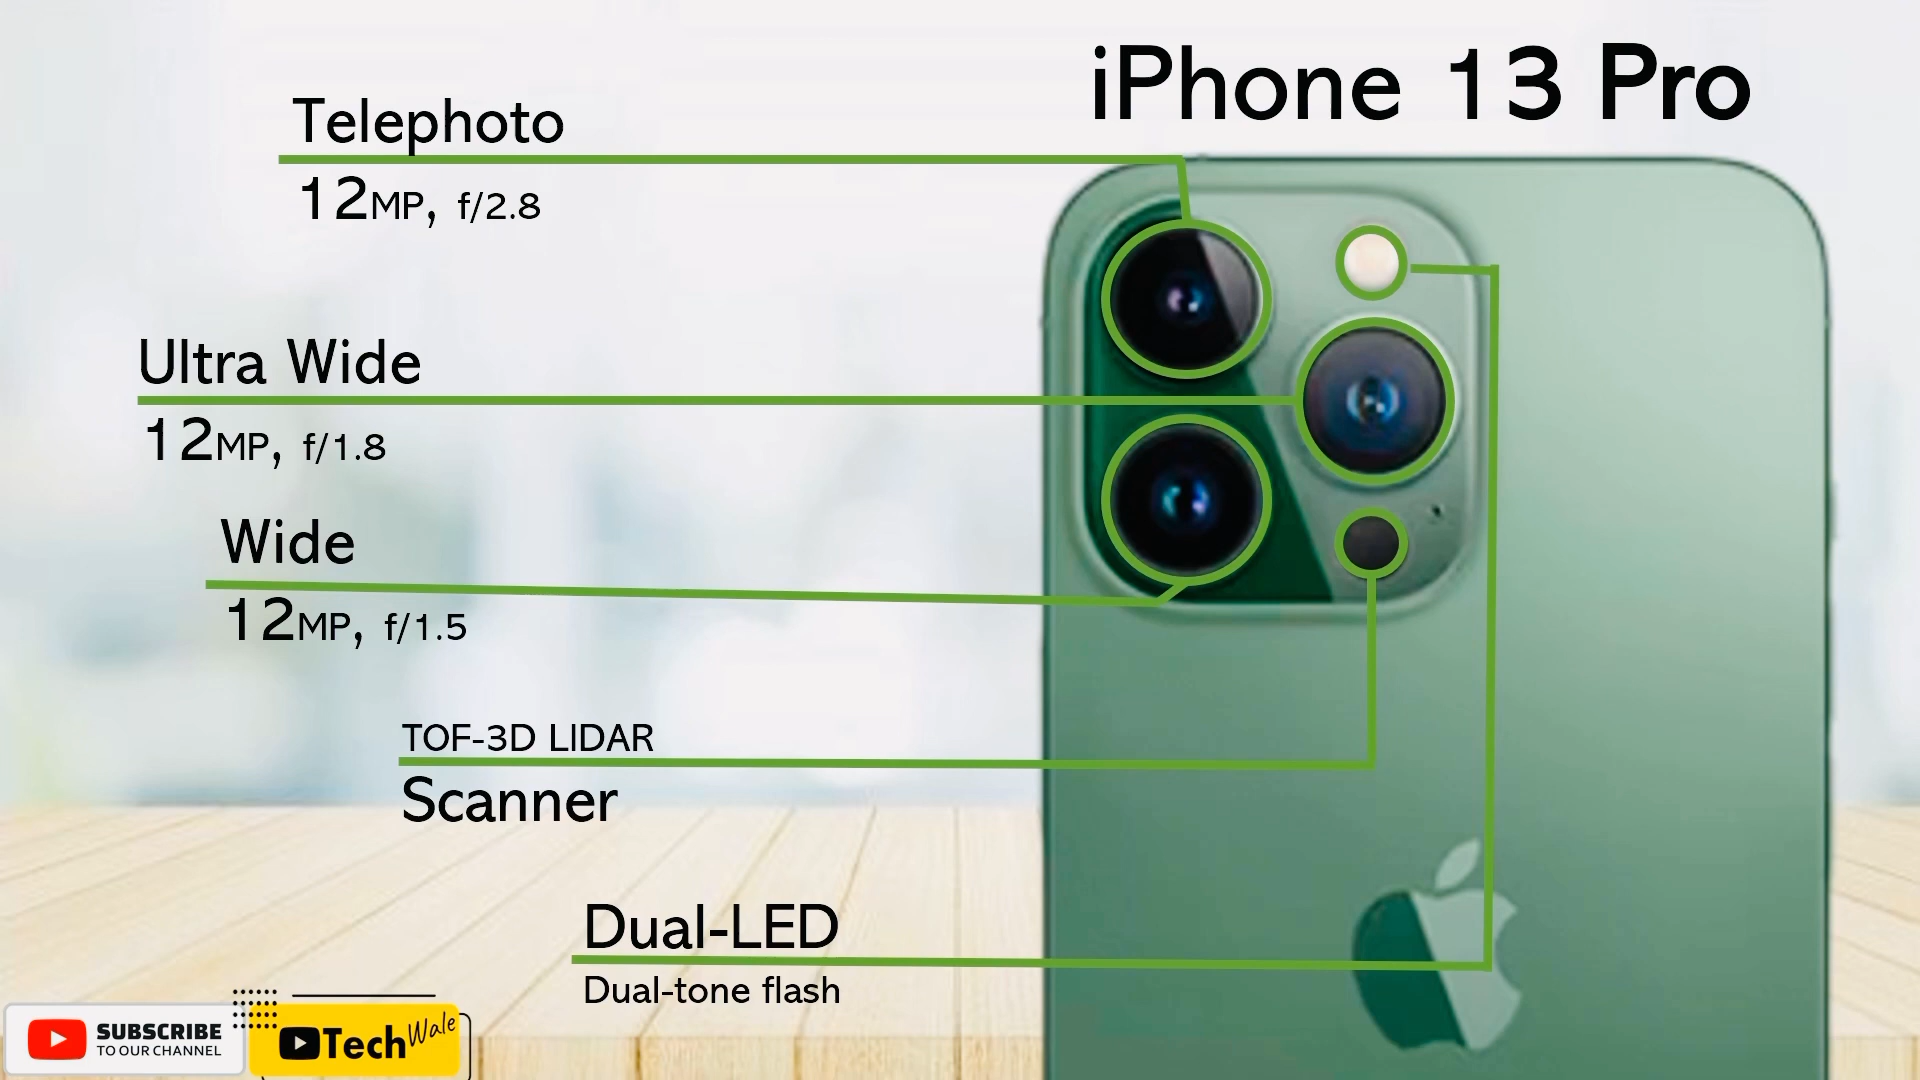 iPhone 13 Pro
Telephoto
12MP, f/2.8
Ultra Wide
12MP, f/1.8
Wide
12MP, f/1.5
TOF-3D LIDAR
Scanner
Dual-LED
Dual-tone flash
SUBSCRIBE
TO OUR CHANNEL
TechWale